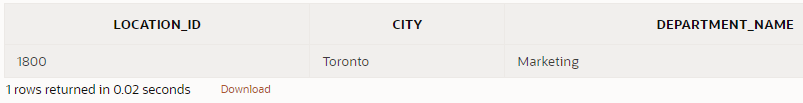 LOCATION_ID CITY DEPARTMENT_NAME
1800 Toronto Marketing
1 rows returned in 0.02 seconds Download